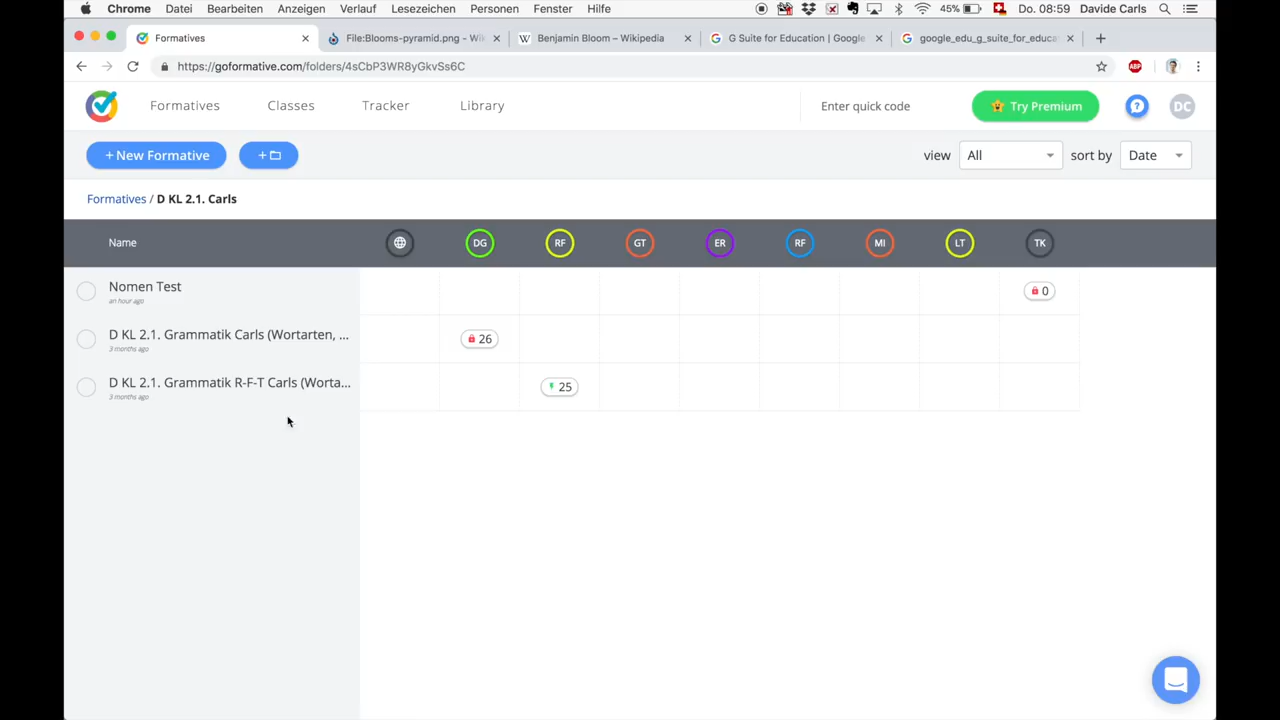 Chrome Datei Bearbeiten Anzeigen Verlauf Lesezeichen Personen Fenster Hilfe 45% Do. 08:59 Davide Carls
Formatives File:Blooms-pyramid.png - Wik Benjamin Bloom – Wikipedia G Suite for Education | Google google_edu_g_suite_for_educa
https://goformative.com/folders/4sCbP3WR8yGkvSs6C ABP
Formatives Classes Tracker Library Enter quick code Try Premium ? DC
+ New Formative + view All sort by Date
Formatives / D KL 2.1. Carls
Name DG RF GT ER RF MI LT TK
Nomen Test 0
an hour ago
D KL 2.1. Grammatik Carls (Wortarten, ... 26
3 months ago
D KL 2.1. Grammatik R-F-T Carls (Worta... 25
3 months ago